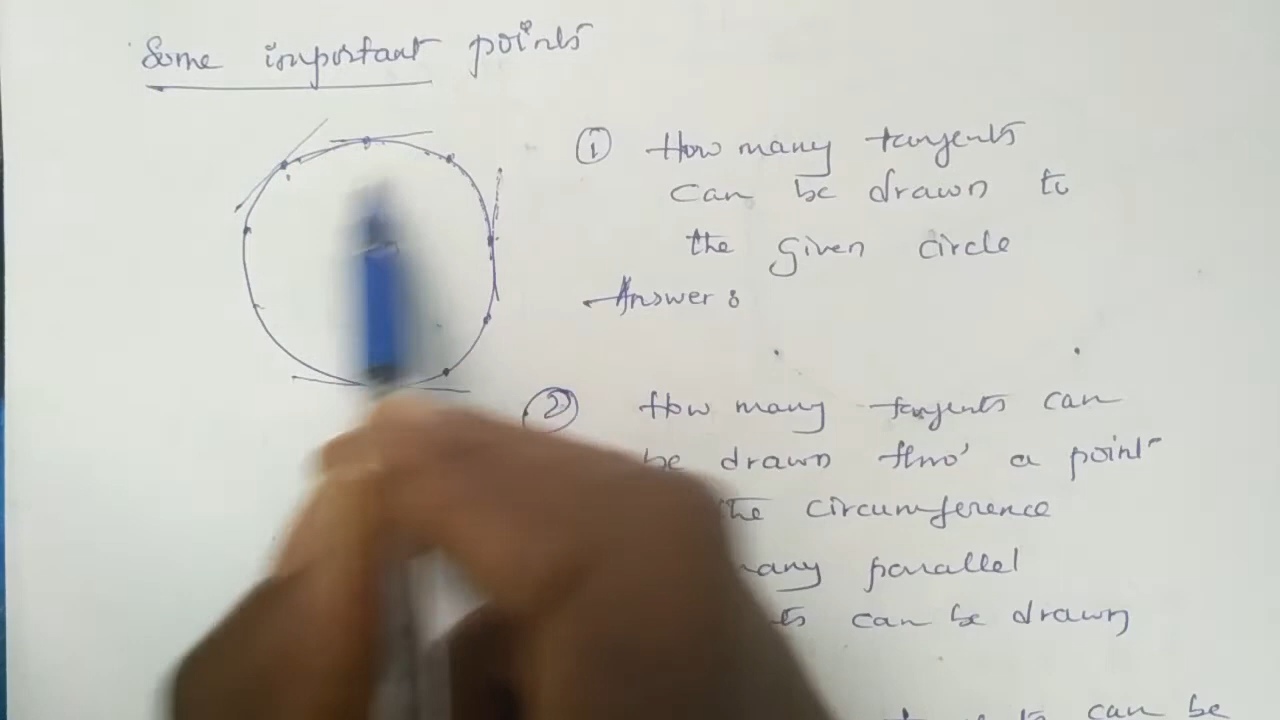 Some important points
① How many tangents
can be drawn to
the given circle
Answer :
② How many tangents can
be drawn thro' a point
the circumference
many parallel
can be drawn
can be